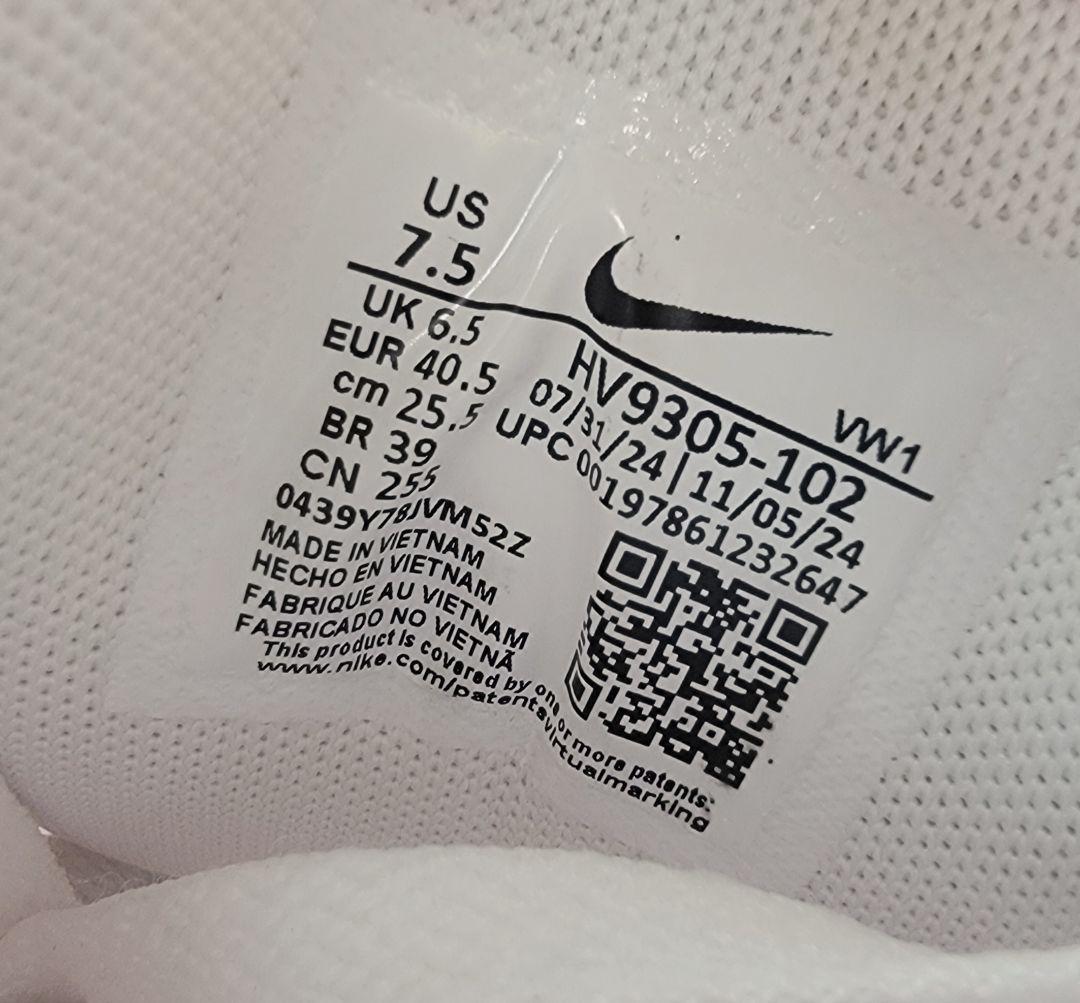 US
7.5
UK 6.5
EUR 40.5
cm 25.5
BR 39
CN 255
0439Y78JVM52Z
MADE IN VIETNAM
HECHO EN VIETNAM
FABRIQUE AU VIETNAM
FABRICADO NO VIETNÃ
VW1
HV9305-102
07/31/24 | 11/05/24
UPC 00197861232647
This product is covered by one or more patents:
www.nike.com/patentavirtualmarking